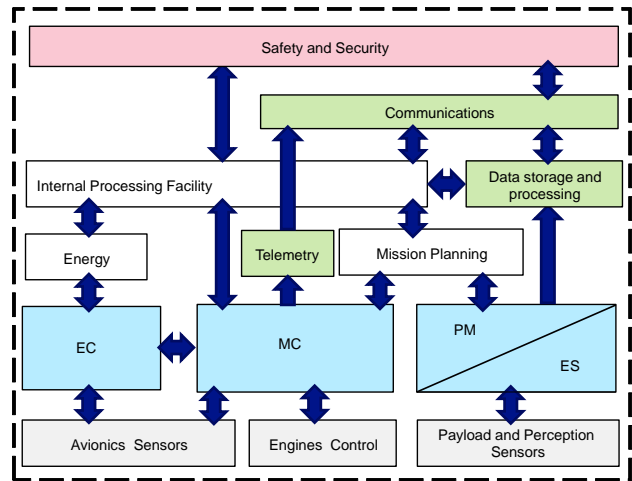 Safety and Security
Communications
Internal Processing Facility
Data storage and
processing
Energy
Telemetry
Mission Planning
EC
MC
PM
ES
Avionics Sensors
Engines Control
Payload and Perception
Sensors